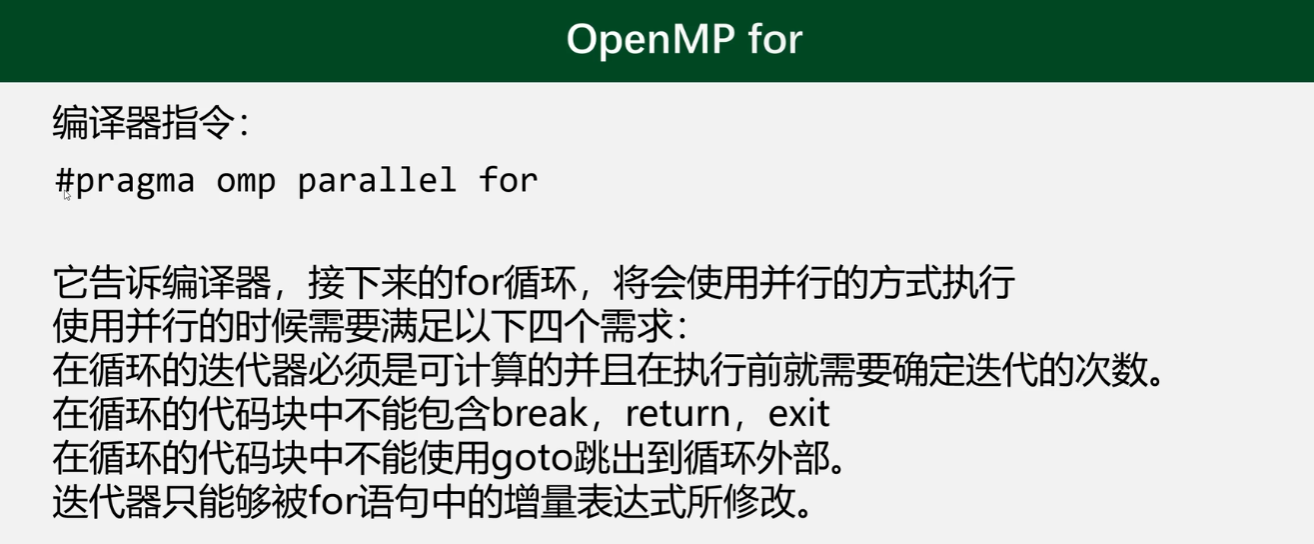 OpenMP for
编译器指令：
#pragma omp parallel for
它告诉编译器，接下来的for循环，将会使用并行的方式执行
使用并行的时候需要满足以下四个需求：
在循环的迭代器必须是可计算的并且在执行前就需要确定迭代的次数。
在循环的代码块中不能包含break，return，exit
在循环的代码块中不能使用goto跳出到循环外部。
迭代器只能够被for语句中的增量表达式所修改。